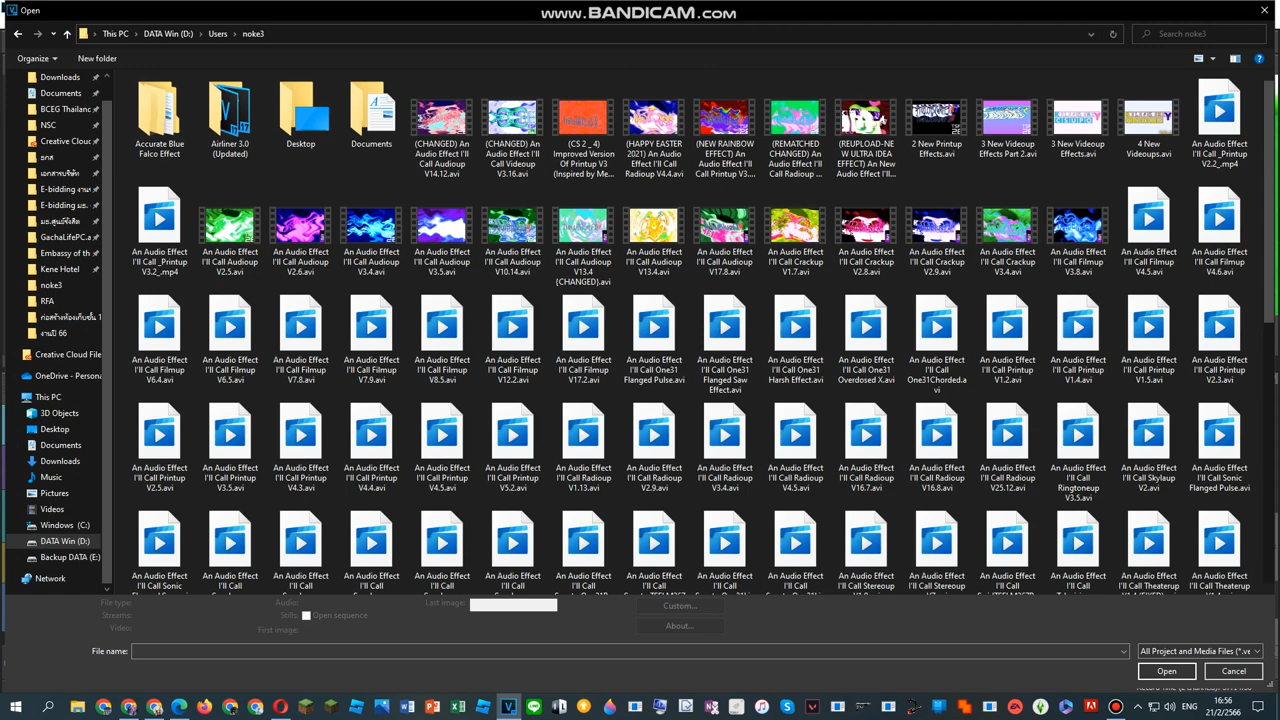 Open
www.BANDICAM.com
This PC
DATA Win (D:)
Users
noke3
Search noke3
Organize
New folder
Downloads
Documents
BCEG Thailanc
NSC
Creative Clouc
รกส
เอกสารบริษัท
E-bidding งาน
E-bidding มธ.
มธ.ศูนย์รังสิต
GachaLifePC.a
Embassy of th
Kene Hotel
noke3
RFA
ก่อสร้างห้องเก็บชั้น 1
งานปี 66
Creative Cloud File
OneDrive - Persona
This PC
3D Objects
Desktop
Documents
Downloads
Music
Pictures
Videos
Windows (C:)
DATA Win (D:)
Backup DATA (E:)
Network
Accurate Blue
Falco Effect
Airliner 3.0
(Updated)
Desktop
Documents
(CHANGED) An
Audio Effect I'll
Call Audioup
V14.12.avi
(CHANGED) An
Audio Effect I'll
Call Videoup
V3.16.avi
(CS 2 _ 4)
Improved Version
Of Printup V3
(Inspired by Me...
(HAPPY EASTER
2021) An Audio
Effect I'll Call
Radioup V4.4.avi
(NEW RAINBOW
EFFECT) An
Audio Effect I'll
Call Printup V3....
(REMATCHED
CHANGED) An
Audio Effect I'll
Call Radioup ...
(REUPLOAD-NE
W ULTRA IDEA
EFFECT) An New
Audio Effect I'll...
2 New Printup
Effects.avi
3 New Videoup
Effects Part 2.avi
3 New Videoup
Effects.avi
4 New
Videoups.avi
An Audio Effect
I'll Call _Printup
V2.2_.mp4
An Audio Effect
I'll Call _Printup
V3.2_.mp4
An Audio Effect
I'll Call Audioup
V2.5.avi
An Audio Effect
I'll Call Audioup
V2.6.avi
An Audio Effect
I'll Call Audioup
V3.4.avi
An Audio Effect
I'll Call Audioup
V3.5.avi
An Audio Effect
I'll Call Audioup
V10.14.avi
An Audio Effect
I'll Call Audioup
V13.4
{CHANGED}.avi
An Audio Effect
I'll Call Audioup
V13.4.avi
An Audio Effect
I'll Call Audioup
V17.8.avi
An Audio Effect
I'll Call Crackup
V1.7.avi
An Audio Effect
I'll Call Crackup
V2.8.avi
An Audio Effect
I'll Call Crackup
V2.9.avi
An Audio Effect
I'll Call Crackup
V3.4.avi
An Audio Effect
I'll Call Filmup
V3.8.avi
An Audio Effect
I'll Call Filmup
V4.5.avi
An Audio Effect
I'll Call Filmup
V4.6.avi
An Audio Effect
I'll Call Filmup
V6.4.avi
An Audio Effect
I'll Call Filmup
V6.5.avi
An Audio Effect
I'll Call Filmup
V7.8.avi
An Audio Effect
I'll Call Filmup
V7.9.avi
An Audio Effect
I'll Call Filmup
V8.5.avi
An Audio Effect
I'll Call Filmup
V12.2.avi
An Audio Effect
I'll Call Filmup
V17.2.avi
An Audio Effect
I'll Call One31
Flanged Pulse.avi
An Audio Effect
I'll Call One31
Flanged Saw
Effect.avi
An Audio Effect
I'll Call One31
Harsh Effect.avi
An Audio Effect
I'll Call One31
Overdosed X.avi
An Audio Effect
I'll Call
One31Chorded.a
vi
An Audio Effect
I'll Call Printup
V1.2.avi
An Audio Effect
I'll Call Printup
V1.4.avi
An Audio Effect
I'll Call Printup
V1.5.avi
An Audio Effect
I'll Call Printup
V2.3.avi
An Audio Effect
I'll Call Printup
V2.5.avi
An Audio Effect
I'll Call Printup
V3.5.avi
An Audio Effect
I'll Call Printup
V4.3.avi
An Audio Effect
I'll Call Printup
V4.4.avi
An Audio Effect
I'll Call Printup
V4.5.avi
An Audio Effect
I'll Call Printup
V5.2.avi
An Audio Effect
I'll Call Radioup
V1.13.avi
An Audio Effect
I'll Call Radioup
V2.9.avi
An Audio Effect
I'll Call Radioup
V3.4.avi
An Audio Effect
I'll Call Radioup
V4.5.avi
An Audio Effect
I'll Call Radioup
V16.7.avi
An Audio Effect
I'll Call Radioup
V16.8.avi
An Audio Effect
I'll Call Radioup
V25.12.avi
An Audio Effect
I'll Call
Ringtoneup
V3.5.avi
An Audio Effect
I'll Call Skylaup
V2.avi
An Audio Effect
I'll Call Sonic
Flanged Pulse.avi
An Audio Effect
I'll Call Sonic
An Audio Effect
I'll Call
An Audio Effect
I'll Call
An Audio Effect
I'll Call
An Audio Effect
I'll Call
An Audio Effect
I'll Call
An Audio Effect
I'll Call
An Audio Effect
I'll Call
An Audio Effect
I'll Call
An Audio Effect
I'll Call
An Audio Effect
I'll Call Stereoup
An Audio Effect
I'll Call Stereoup
An Audio Effect
I'll Call
An Audio Effect
I'll Call Theaterup
An Audio Effect
I'll Call
An Audio Effect
I'll Call Theaterup
File type:
Streams:
Video:
Audio:
Stills:
Open sequence
First image:
Last image:
Custom...
About...
File name:
All Project and Media Files (*.ve
Open
Cancel
ENG
16:56
21/2/2566